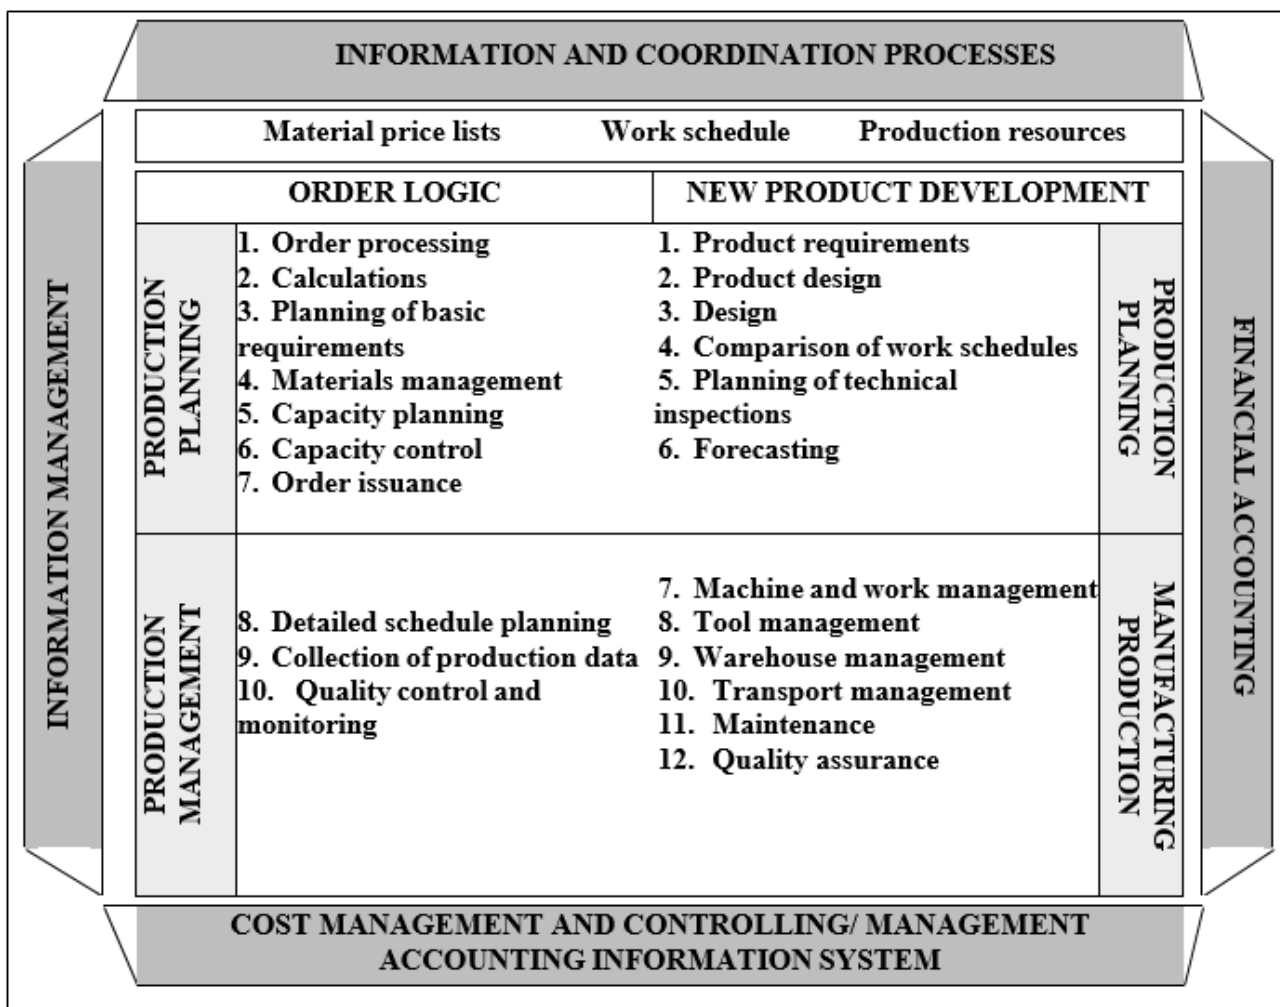 INFORMATION AND COORDINATION PROCESSES
Material price lists Work schedule Production resources
ORDER LOGIC
NEW PRODUCT DEVELOPMENT
INFORMATION MANAGEMENT
PRODUCTION
PLANNING
1. Order processing
2. Calculations
3. Planning of basic
requirements
4. Materials management
5. Capacity planning
6. Capacity control
7. Order issuance
1. Product requirements
2. Product design
3. Design
4. Comparison of work schedules
5. Planning of technical
inspections
6. Forecasting
PRODUCTION
PLANNING
FINANCIAL ACCOUNTING
PRODUCTION
MANAGEMENT
8. Detailed schedule planning
9. Collection of production data
10. Quality control and
monitoring
7. Machine and work management
8. Tool management
9. Warehouse management
10. Transport management
11. Maintenance
12. Quality assurance
MANUFACTURING
PRODUCTION
COST MANAGEMENT AND CONTROLLING/ MANAGEMENT
ACCOUNTING INFORMATION SYSTEM